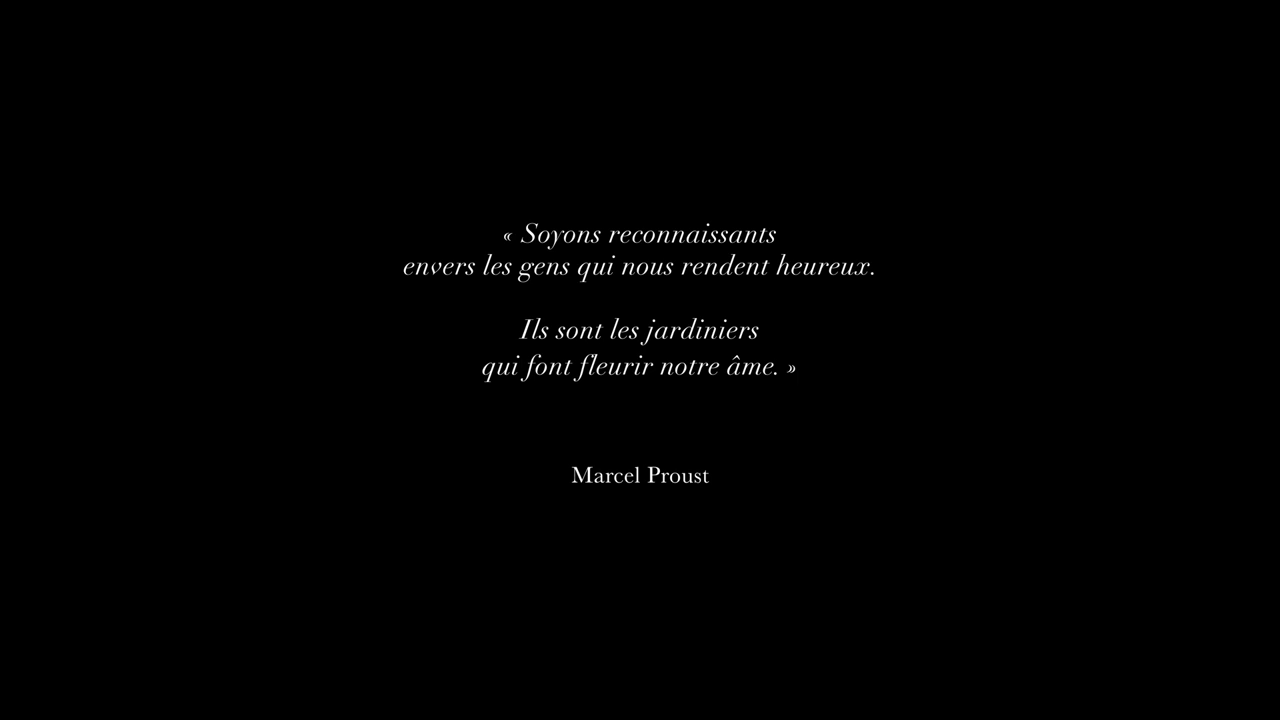 « Soyons reconnaissants
envers les gens qui nous rendent heureux.
Ils sont les jardiniers
qui font fleurir notre âme. »
Marcel Proust